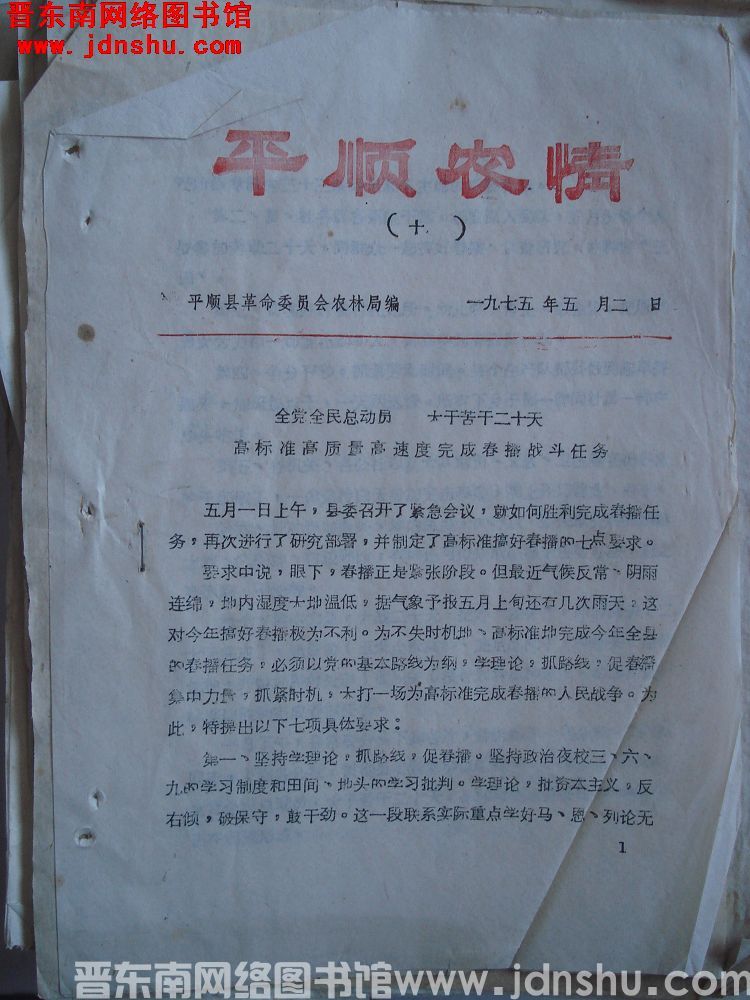 晋东南网络图书馆
www.jdnshu.com
平顺农情
（十）
平顺县革命委员会农林局编 一九七五年五月二日
全党全民总动员 大干苦干二十天
高标准高质量高速度完成春播战斗任务
五月一日上午，县委召开了紧急会议，就如何胜利完成春播任
务，再次进行了研究部署，并制定了高标准搞好春播的七点要求。
要求中说，眼下，春播正是紧张阶段。但最近气候反常、阴雨
连绵，地内湿度大地温低，据气象予报五月上旬还有几次雨天，这
对今年搞好春播极为不利。为不失时机地、高标准地完成今年全县
的春播任务，必须以党的基本路线为纲，学理论，抓路线，促春播
集中力量，抓紧时机，大打一场为高标准完成春播的人民战争。为
此，特提出以下七项具体要求：
第一、坚持学理论，抓路线，促春播。坚持政治夜校三、六、
九的学习制度和田间、地头的学习批判。学理论，批资本主义，反
右倾，破保守，鼓干劲。这一段联系实际重点学好马、恩、列论无
1
晋东南网络图书馆www.jdnshu.com